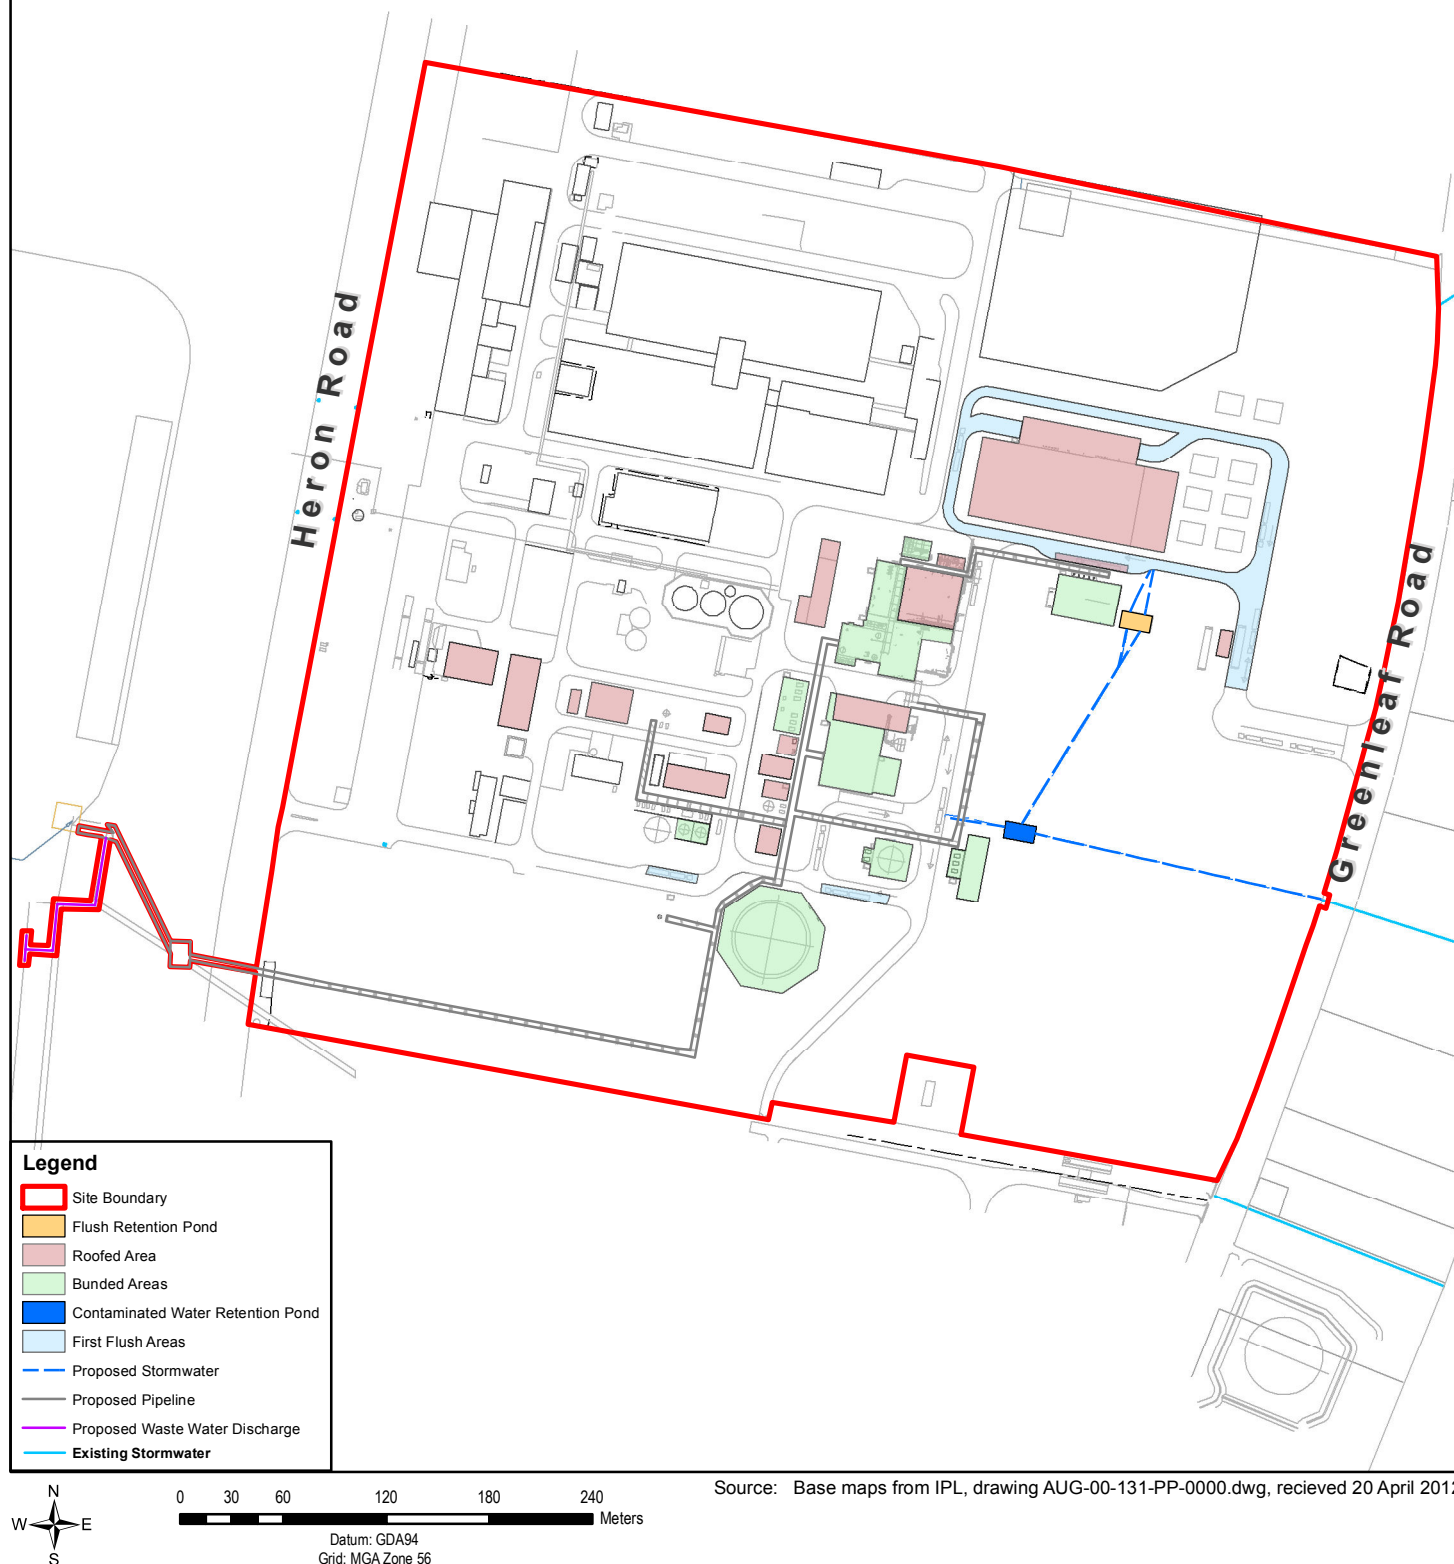 Heron Road
Greenleaf Road
Legend
Site Boundary
Flush Retention Pond
Roofed Area
Bunded Areas
Contaminated Water Retention Pond
First Flush Areas
Proposed Stormwater
Proposed Pipeline
Proposed Waste Water Discharge
Existing Stormwater
N
W E
S
0 30 60 120 180 240
Meters
Datum: GDA94
Grid: MGA Zone 56
Source: Base maps from IPL, drawing AUG-00-131-PP-0000.dwg, recieved 20 April 2012